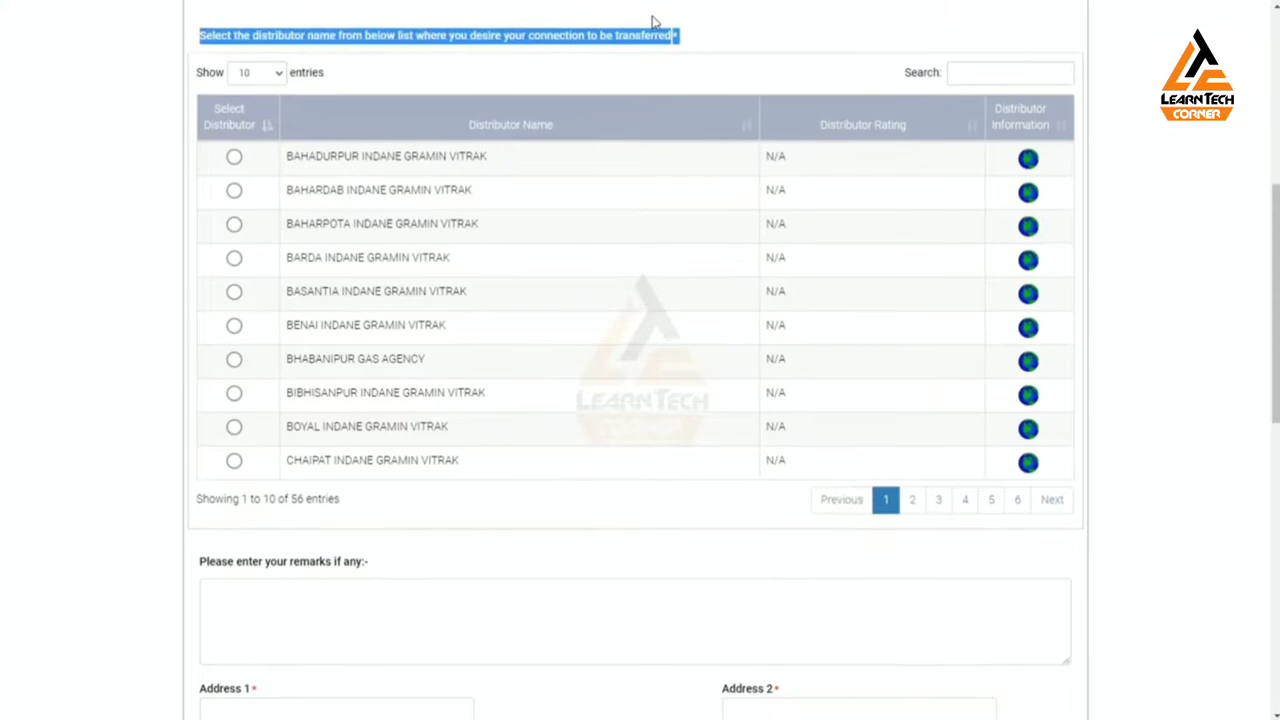 Select the distributor name from below list where you desire your connection to be transferred*
Show 10 entries
Search:
LEARNTECH
CORNER
Select Distributor
Distributor Name
Distributor Rating
Distributor Information
BAHADURPUR INDANE GRAMIN VITRAK N/A
BAHARDAB INDANE GRAMIN VITRAK N/A
BAHARPOTA INDANE GRAMIN VITRAK N/A
BARDA INDANE GRAMIN VITRAK N/A
BASANTIA INDANE GRAMIN VITRAK N/A
BENAI INDANE GRAMIN VITRAK N/A
BHABANIPUR GAS AGENCY N/A
BIBHISANPUR INDANE GRAMIN VITRAK N/A
BOYAL INDANE GRAMIN VITRAK N/A
CHAIPAT INDANE GRAMIN VITRAK N/A
LEARNTECH
CORNER
Showing 1 to 10 of 56 entries
Previous 1 2 3 4 5 6 Next
Please enter your remarks if any:-
Address 1*
Address 2*